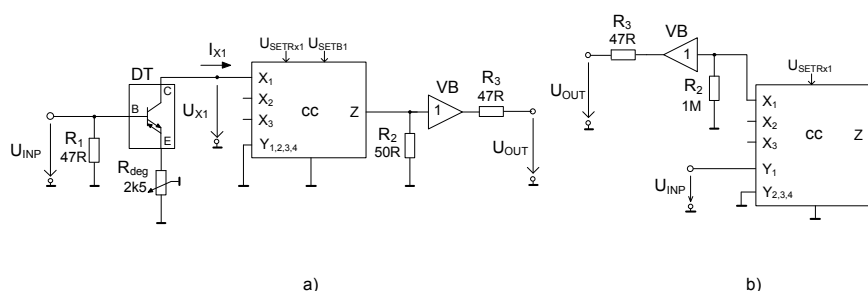 I_X1
U_SETRx1 U_SETB1
DT
C
B
E
U_INP
R_1
47R
R_deg
2k5
U_X1
X_1
X_2
X_3
Y_1,2,3,4
CC
Z
R_2
50R
VB
1
R_3
47R
U_OUT
a)
R_3
47R
VB
1
U_OUT
R_2
1M
U_SETRx1
X_1
X_2
X_3
Y_1
Y_2,3,4
CC
Z
U_INP
b)